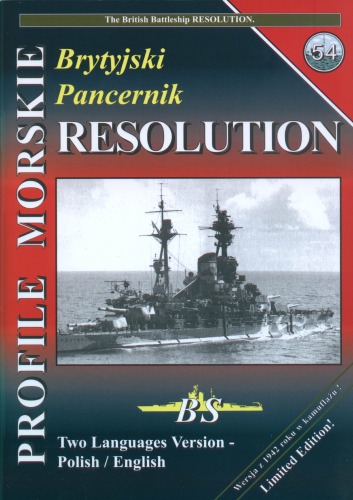 The British Battleship RESOLUTION.
54
PROFILE MORSKIE
Brytyjski
Pancernik
RESOLUTION
BS
Two Languages Version -
Polish / English
Wersja z 1942 roku w kamuflażu !
Limited Edition!